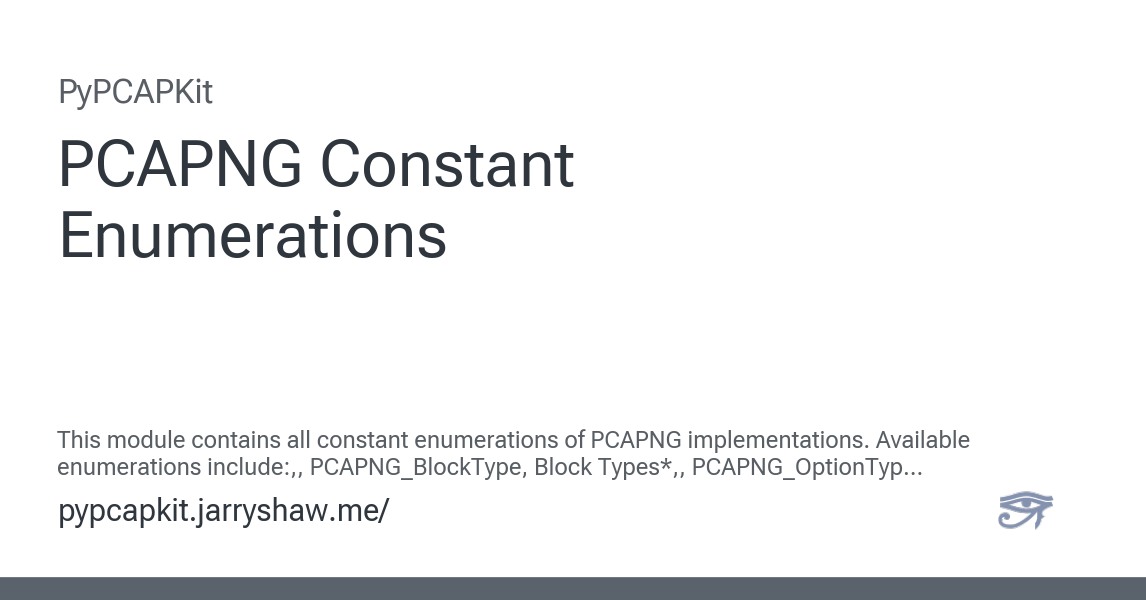 PyPCAPKit
PCAPNG Constant
Enumerations
This module contains all constant enumerations of PCAPNG implementations. Available
enumerations include:,, PCAPNG_BlockType, Block Types*,, PCAPNG_OptionTyp...
pypcapkit.jarryshaw.me/